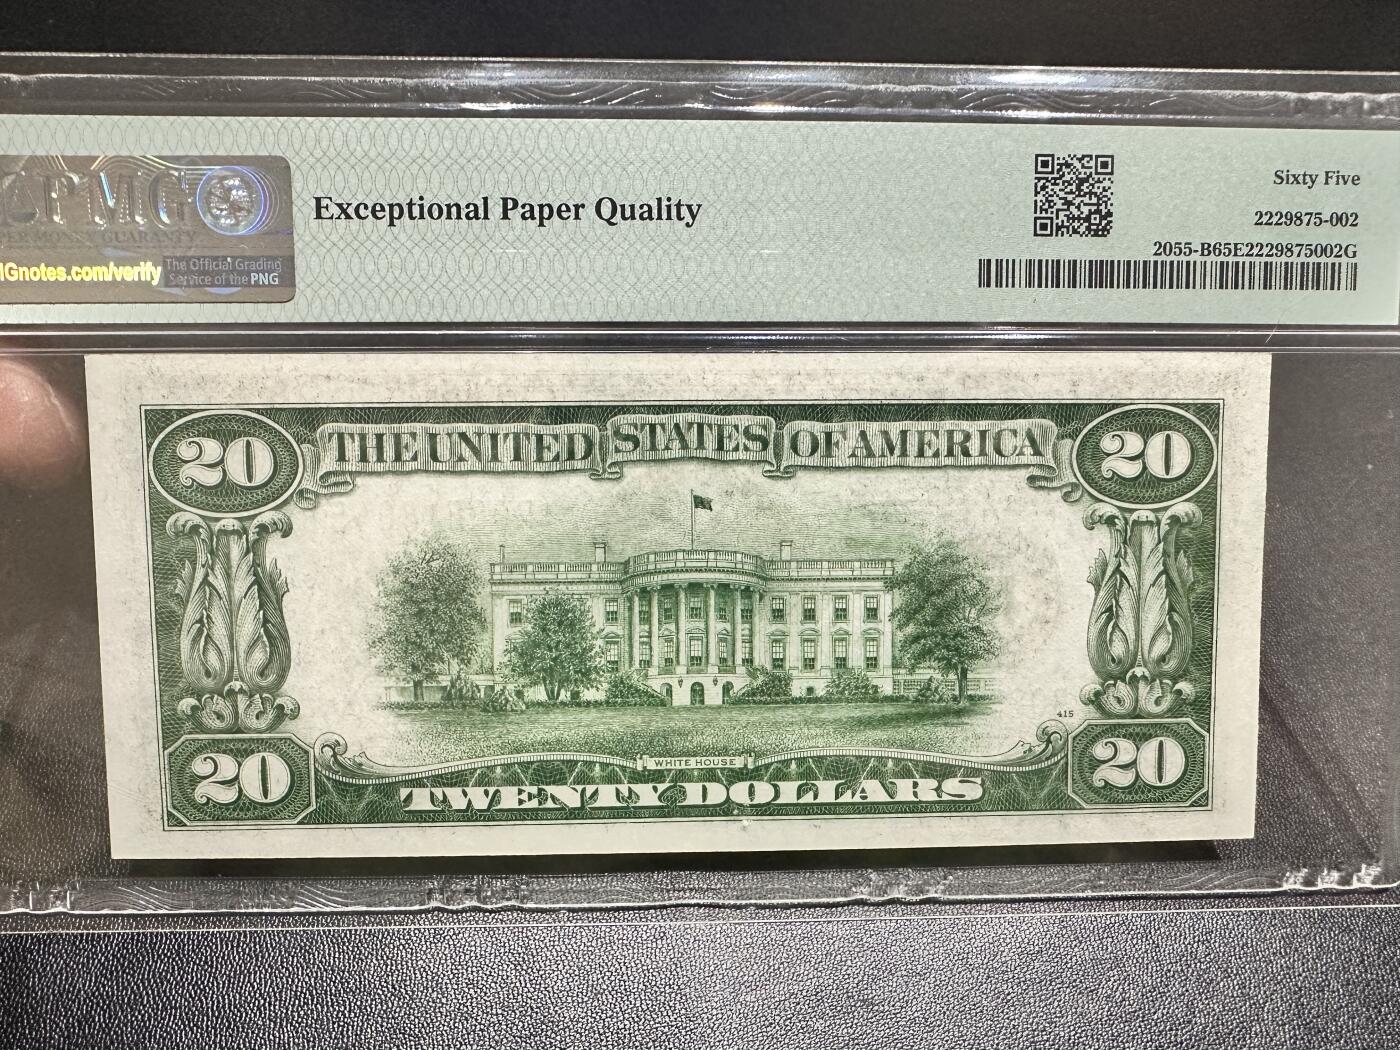 PMG
Exceptional Paper Quality
Sixty Five
2229875-002
2055-B65E2229875002G
Gnotes.com/verify
The Official Grading
Service of the PNG
20
THE UNITED STATES OF AMERICA
20
415
WHITE HOUSE
20
TWENTY DOLLARS
20